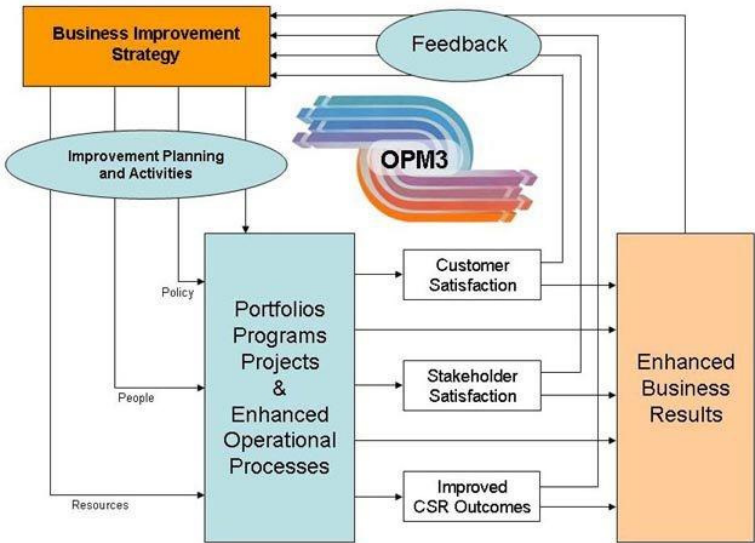 Business Improvement
Strategy
Feedback
Improvement Planning
and Activities
OPM3
Policy
People
Resources
Portfolios
Programs
Projects
&
Enhanced
Operational
Processes
Customer
Satisfaction
Stakeholder
Satisfaction
Improved
CSR Outcomes
Enhanced
Business
Results